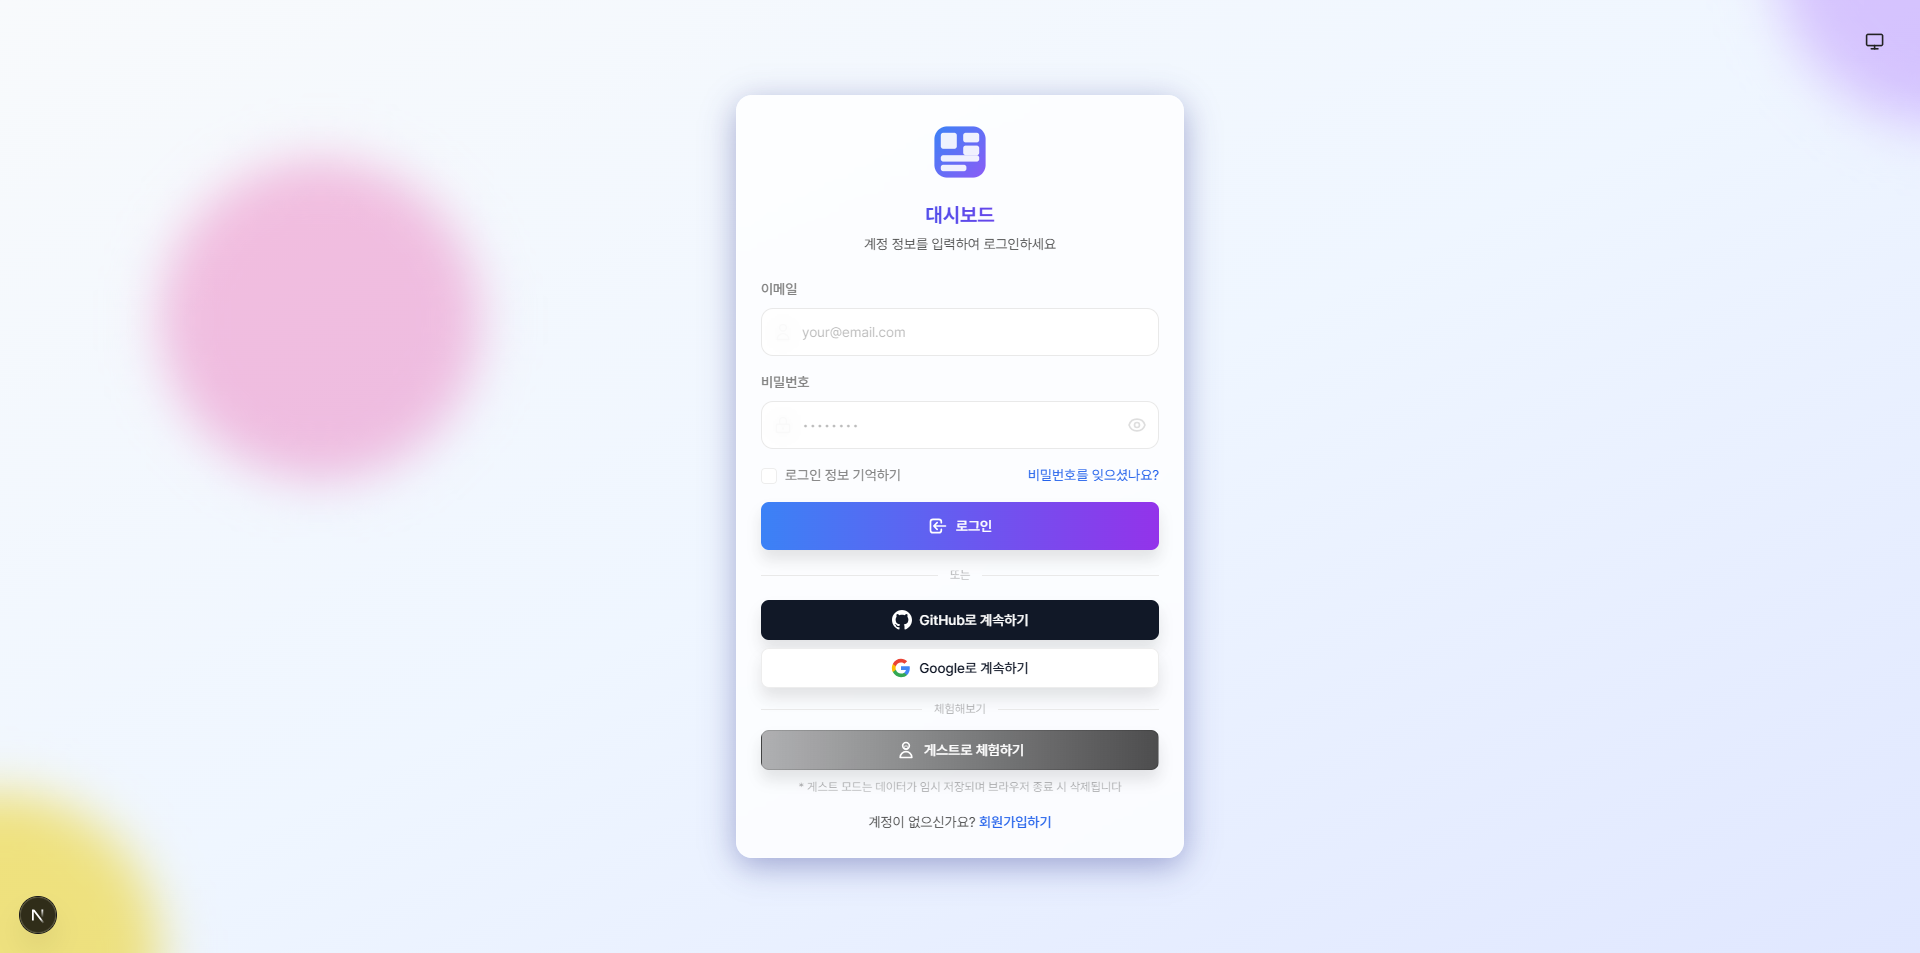 대시보드
계정 정보를 입력하여 로그인하세요
이메일
your@email.com
비밀번호
••••••••
로그인 정보 기억하기
비밀번호를 잊으셨나요?
로그인
또는
GitHub로 계속하기
Google로 계속하기
체험해보기
게스트로 체험하기
* 게스트 모드는 데이터가 임시 저장되며 브라우저 종료 시 삭제됩니다
계정이 없으신가요? 회원가입하기
N